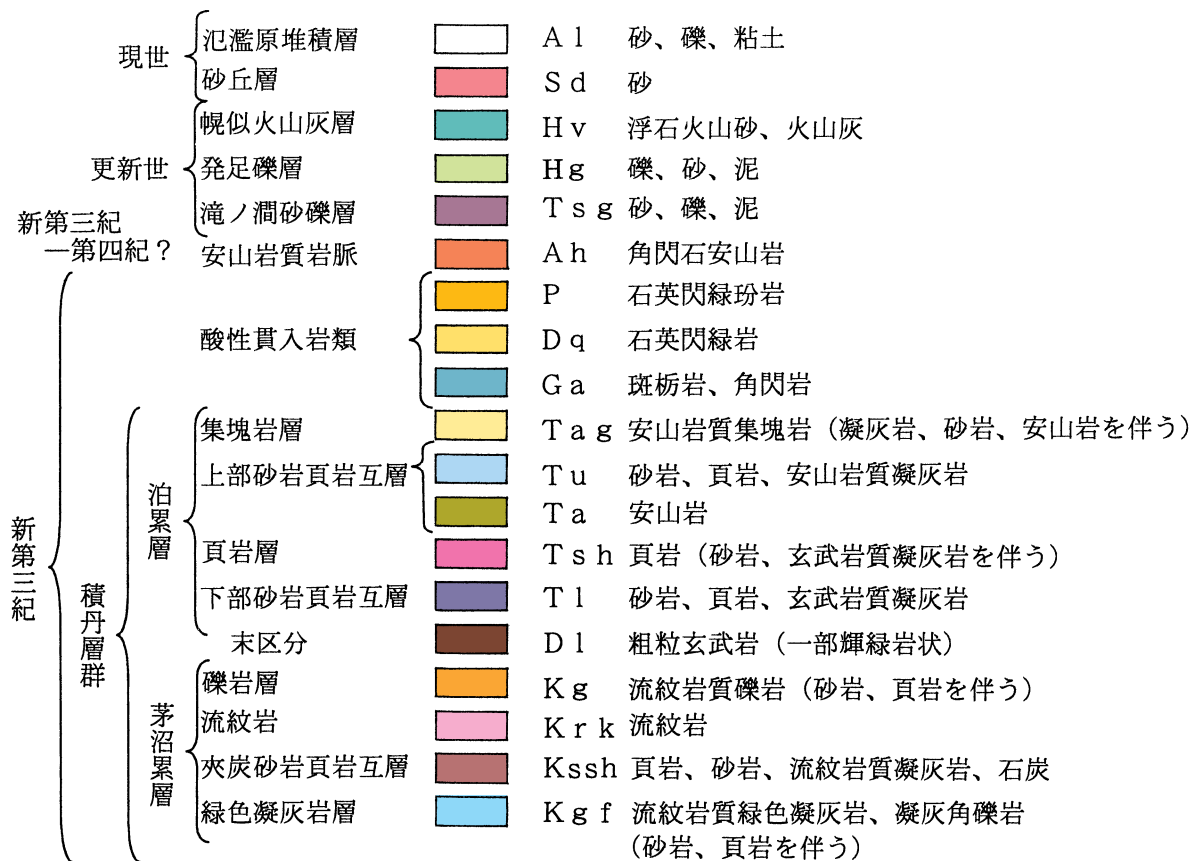 現世
氾濫原堆積層 Al 砂、礫、粘土
砂丘層 Sd 砂
更新世
幌似火山灰層 Hv 浮石火山砂、火山灰
発足礫層 Hg 礫、砂、泥
滝ノ澗砂礫層 Tsg 砂、礫、泥
新第三紀
―第四紀？ 安山岩質岩脈 Ah 角閃石安山岩
P 石英閃緑玢岩
酸性貫入岩類 Dq 石英閃緑岩
Ga 斑栃岩、角閃岩
新第三紀
積丹層群
泊累層
集塊岩層 Tag 安山岩質集塊岩（凝灰岩、砂岩、安山岩を伴う）
上部砂岩頁岩互層 Tu 砂岩、頁岩、安山岩質凝灰岩
Ta 安山岩
頁岩層 Tsh 頁岩（砂岩、玄武岩質凝灰岩を伴う）
下部砂岩頁岩互層 Tl 砂岩、頁岩、玄武岩質凝灰岩
末区分 Dl 粗粒玄武岩（一部輝緑岩状）
茅沼累層
礫岩層 Kg 流紋岩質礫岩（砂岩、頁岩を伴う）
流紋岩 Krk 流紋岩
夾炭砂岩頁岩互層 Kssh 頁岩、砂岩、流紋岩質凝灰岩、石炭
緑色凝灰岩層 Kgf 流紋岩質緑色凝灰岩、凝灰角礫岩
（砂岩、頁岩を伴う）